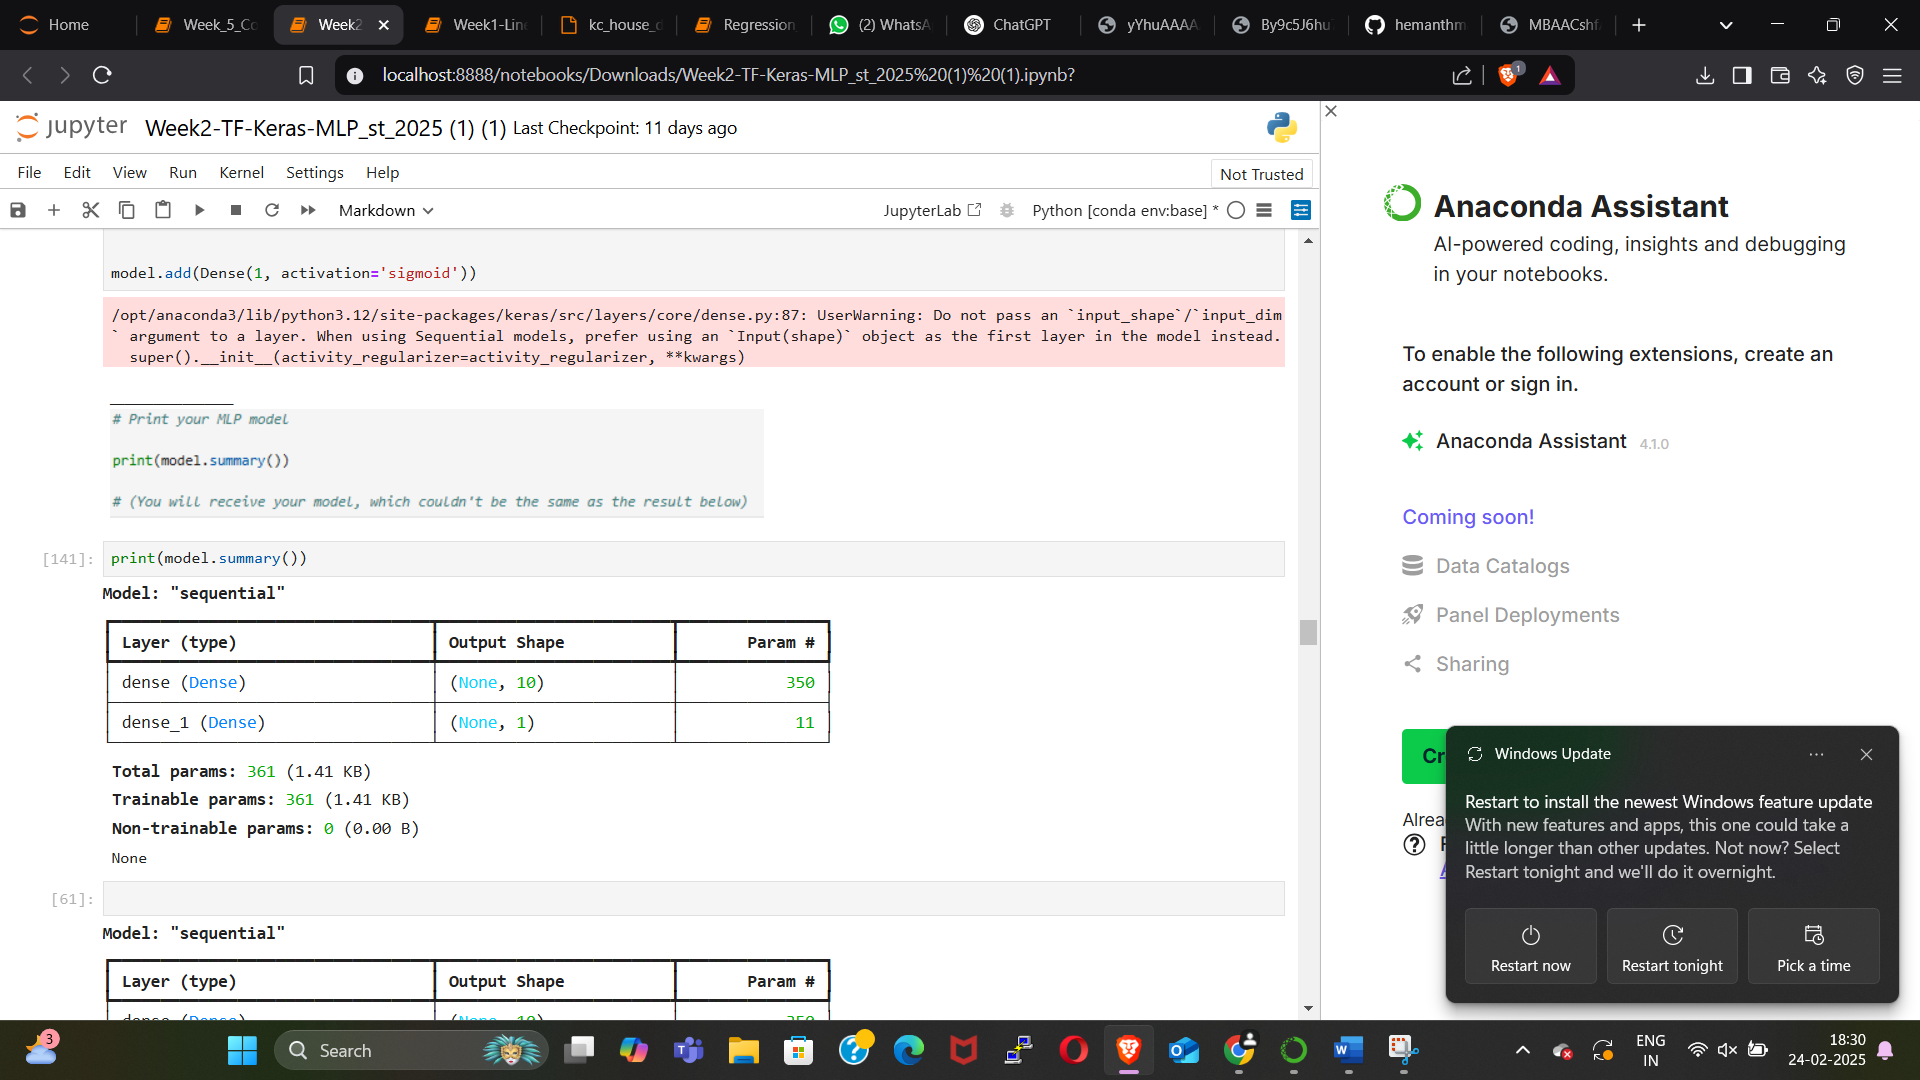 Home
Week_5_Co
Week2
Week1-Line
kc_house_d
Regression
(2) WhatsA
ChatGPT
yYhuAAAA
By9c5J6hu
hemanthm
MBAACshf
localhost:8888/notebooks/Downloads/Week2-TF-Keras-MLP_st_2025%20(1)%20(1).ipynb?
1
jupyter Week2-TF-Keras-MLP_st_2025 (1) (1) Last Checkpoint: 11 days ago
File Edit View Run Kernel Settings Help
Not Trusted
Markdown
JupyterLab
Python [conda env:base] *
model.add(Dense(1, activation='sigmoid'))
/opt/anaconda3/lib/python3.12/site-packages/keras/src/layers/core/dense.py:87: UserWarning: Do not pass an `input_shape`/`input_dim
` argument to a layer. When using Sequential models, prefer using an `Input(shape)` object as the first layer in the model instead.
super().__init__(activity_regularizer=activity_regularizer, **kwargs)
# Print your MLP model
print(model.summary())
# (You will receive your model, which couldn't be the same as the result below)
[141]: print(model.summary())
Model: "sequential"
Layer (type) Output Shape Param #
dense (Dense) (None, 10) 350
dense_1 (Dense) (None, 1) 11
Total params: 361 (1.41 KB)
Trainable params: 361 (1.41 KB)
Non-trainable params: 0 (0.00 B)
None
[61]:
Model: "sequential"
Layer (type) Output Shape Param #
dense (Dense) (None, 10) 350
Anaconda Assistant
AI-powered coding, insights and debugging
in your notebooks.
To enable the following extensions, create an
account or sign in.
Anaconda Assistant 4.1.0
Coming soon!
Data Catalogs
Panel Deployments
Sharing
Cr
Alrea
Windows Update
Restart to install the newest Windows feature update
With new features and apps, this one could take a
little longer than other updates. Not now? Select
Restart tonight and we'll do it overnight.
Restart now
Restart tonight
Pick a time
3
Search
ENG
IN
18:30
24-02-2025